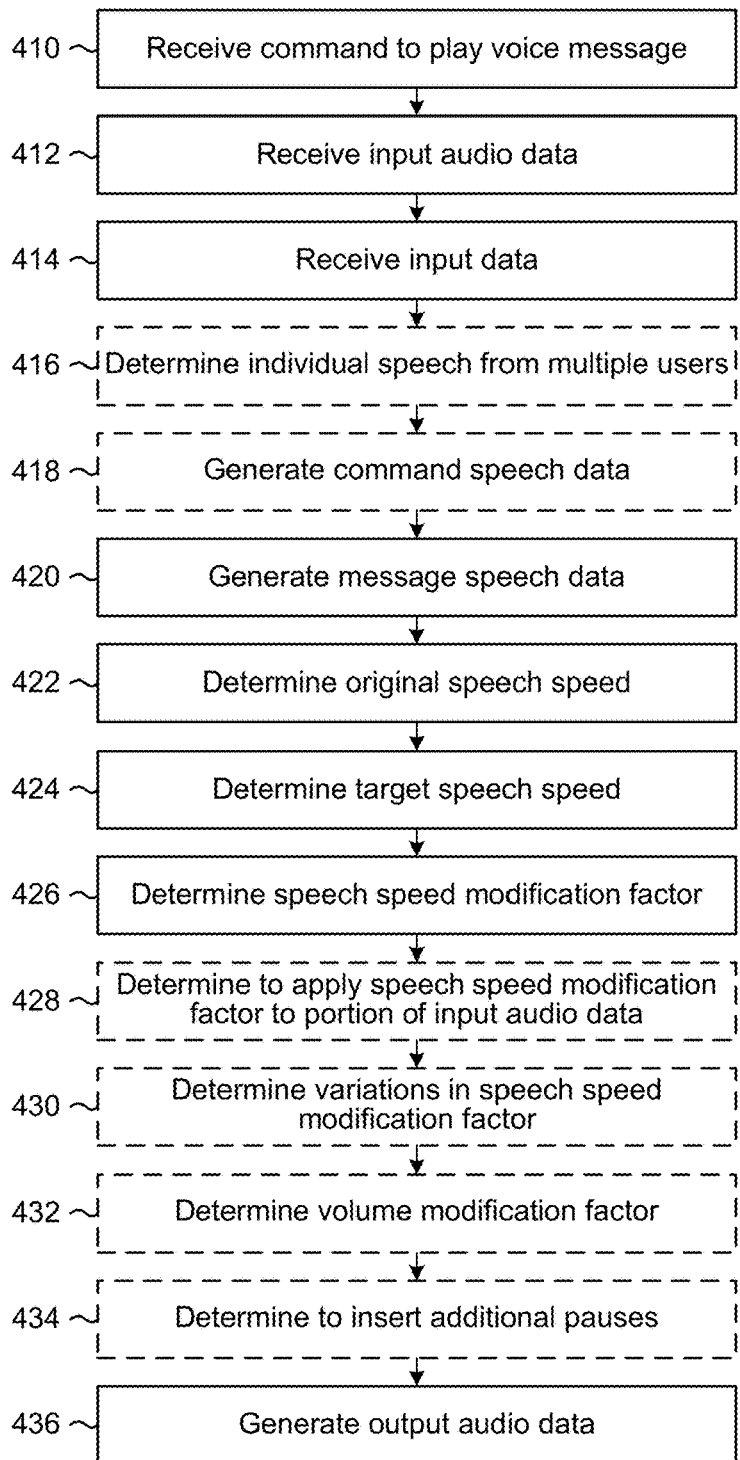 410 Receive command to play voice message
412 Receive input audio data
414 Receive input data
416 Determine individual speech from multiple users
418 Generate command speech data
420 Generate message speech data
422 Determine original speech speed
424 Determine target speech speed
426 Determine speech speed modification factor
428 Determine to apply speech speed modification
factor to portion of input audio data
430 Determine variations in speech speed
modification factor
432 Determine volume modification factor
434 Determine to insert additional pauses
436 Generate output audio data